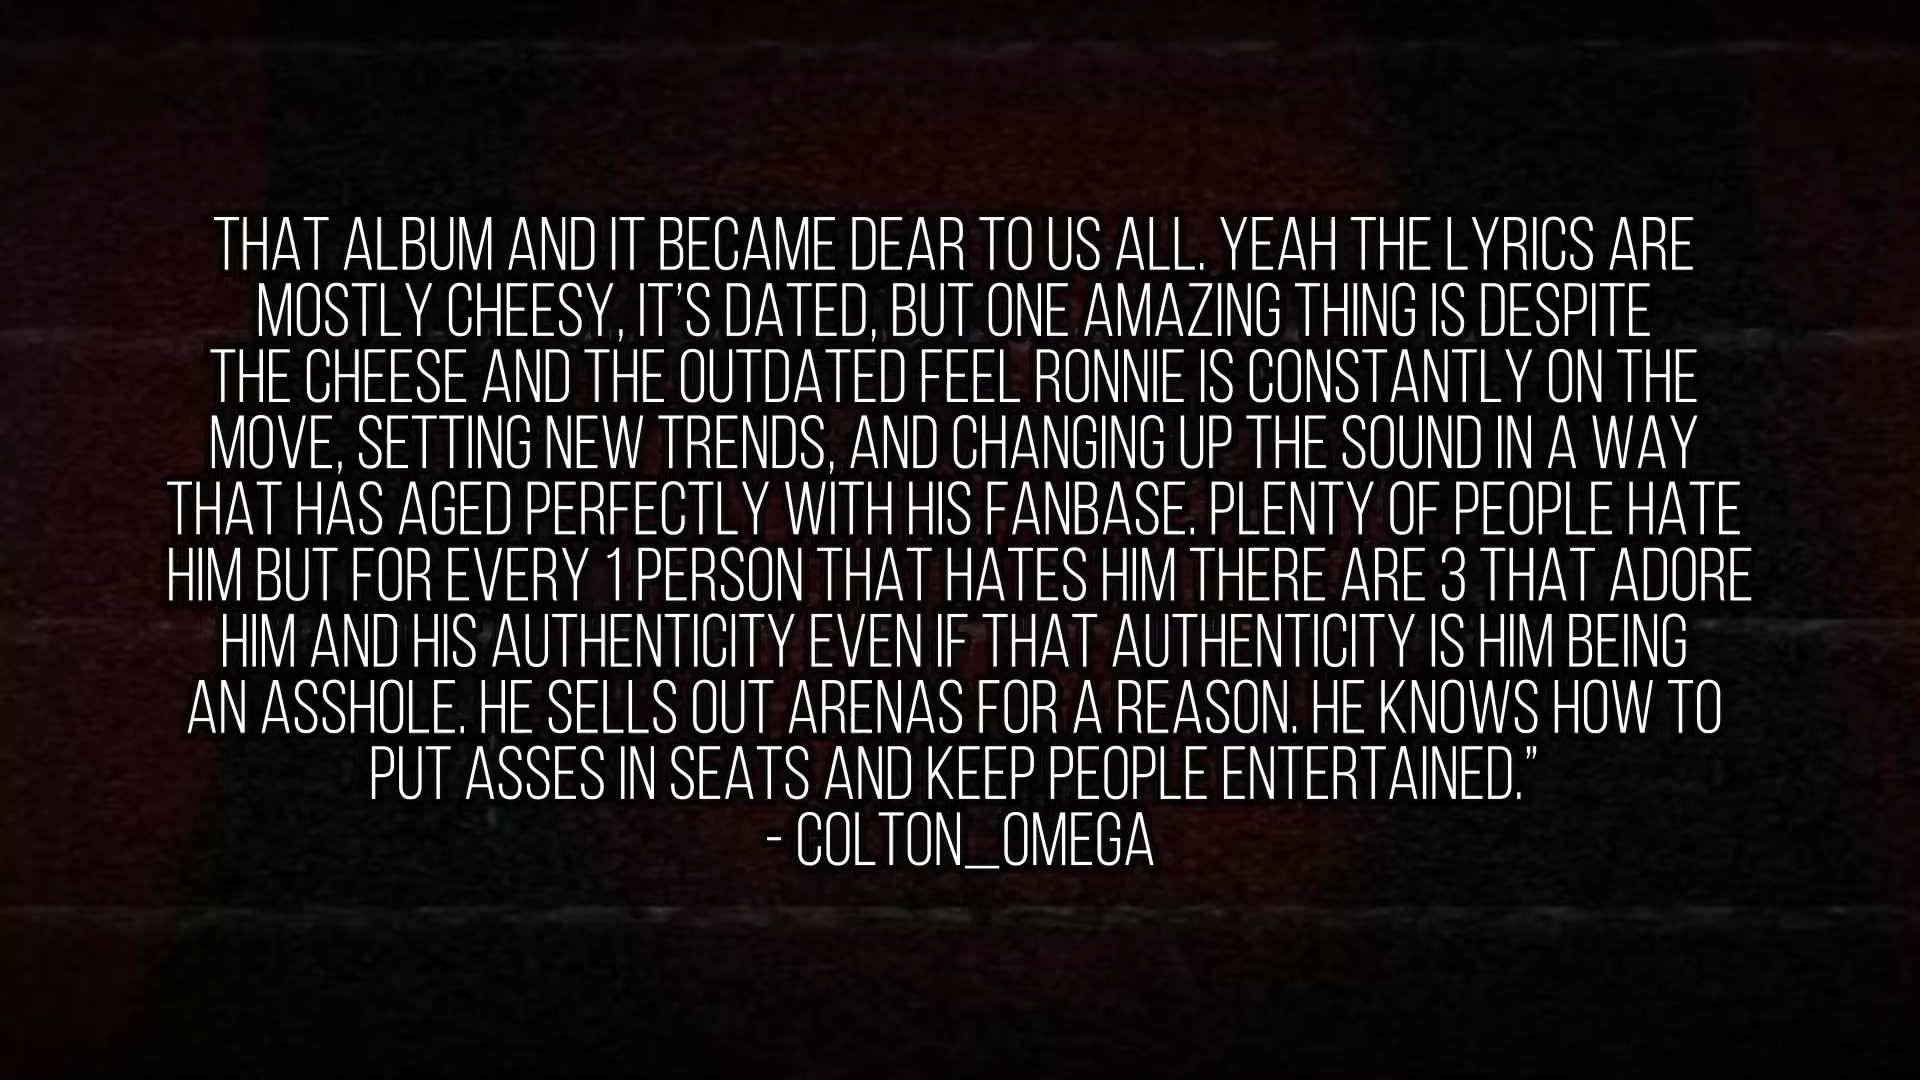 THAT ALBUM AND IT BECAME DEAR TO US ALL. YEAH THE LYRICS ARE
MOSTLY CHEESY, IT’S DATED, BUT ONE AMAZING THING IS DESPITE
THE CHEESE AND THE OUTDATED FEEL RONNIE IS CONSTANTLY ON THE
MOVE, SETTING NEW TRENDS, AND CHANGING UP THE SOUND IN A WAY
THAT HAS AGED PERFECTLY WITH HIS FANBASE. PLENTY OF PEOPLE HATE
HIM BUT FOR EVERY 1 PERSON THAT HATES HIM THERE ARE 3 THAT ADORE
HIM AND HIS AUTHENTICITY EVEN IF THAT AUTHENTICITY IS HIM BEING
AN ASSHOLE. HE SELLS OUT ARENAS FOR A REASON. HE KNOWS HOW TO
PUT ASSES IN SEATS AND KEEP PEOPLE ENTERTAINED.”
- COLTON_OMEGA